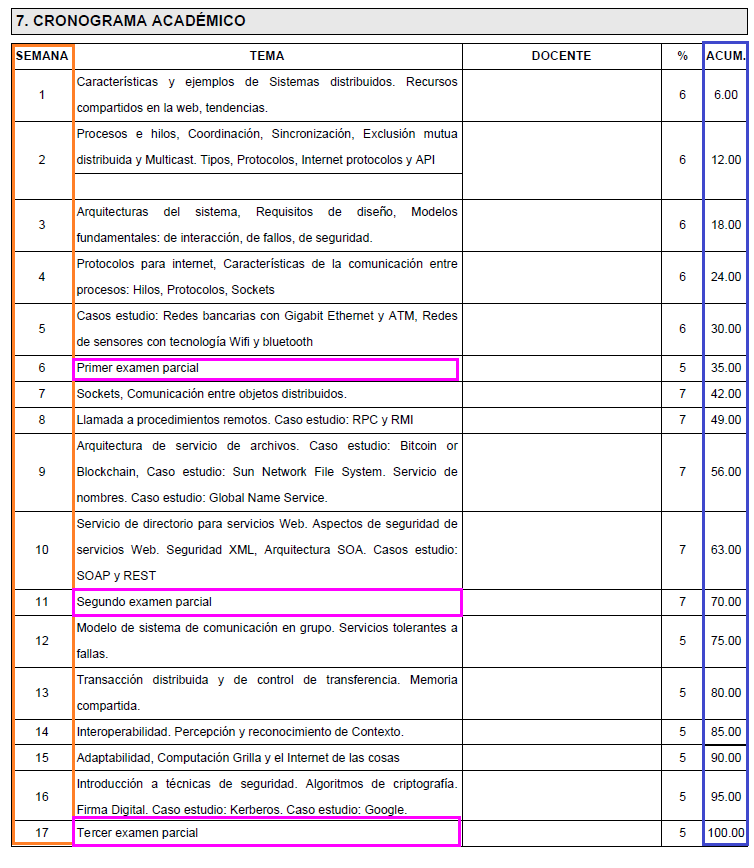 7. CRONOGRAMA ACADÉMICO
SEMANA TEMA DOCENTE % ACUM.
Características y ejemplos de Sistemas distribuidos. Recursos
1 6 6.00
compartidos en la web, tendencias.
Procesos e hilos, Coordinación, Sincronización, Exclusión mutua
2 distribuida y Multicast. Tipos, Protocolos, Internet protocolos y API 6 12.00
Arquitecturas del sistema, Requisitos de diseño, Modelos
3 6 18.00
fundamentales: de interacción, de fallos, de seguridad.
Protocolos para internet, Características de la comunicación entre
4 6 24.00
procesos: Hilos, Protocolos, Sockets
Casos estudio: Redes bancarias con Gigabit Ethernet y ATM, Redes
5 6 30.00
de sensores con tecnología Wifi y bluetooth
6 Primer examen parcial 5 35.00
7 Sockets, Comunicación entre objetos distribuidos. 7 42.00
8 Llamada a procedimientos remotos. Caso estudio: RPC y RMI 7 49.00
Arquitectura de servicio de archivos. Caso estudio: Bitcoin or
9 Blockchain, Caso estudio: Sun Network File System. Servicio de 7 56.00
nombres. Caso estudio: Global Name Service.
Servicio de directorio para servicios Web. Aspectos de seguridad de
10 servicios Web. Seguridad XML, Arquitectura SOA. Casos estudio: 7 63.00
SOAP y REST
11 Segundo examen parcial 7 70.00
Modelo de sistema de comunicación en grupo. Servicios tolerantes a
12 5 75.00
fallas.
Transacción distribuida y de control de transferencia. Memoria
13 5 80.00
compartida.
14 Interoperabilidad. Percepción y reconocimiento de Contexto. 5 85.00
15 Adaptabilidad, Computación Grilla y el Internet de las cosas 5 90.00
Introducción a técnicas de seguridad. Algoritmos de criptografía.
16 5 95.00
Firma Digital. Caso estudio: Kerberos. Caso estudio: Google.
17 Tercer examen parcial 5 100.00